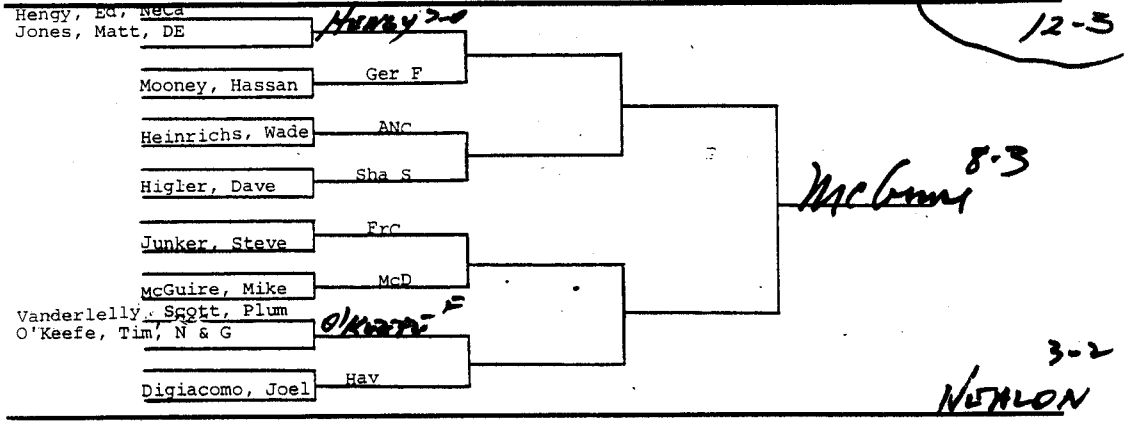 Hengy, Ed, NeCa
Jones, Matt, DE
HENGY 2-0
12-3
Mooney, Hassan
Ger F
Heinrichs, Wade
ANC
Higler, Dave
Sha S
F
McGuire 8-3
Junker, Steve
Frc
McGuire, Mike
McD
Vanderlelly, Scott, Plum
O'Keefe, Tim, N & G
O'Keefe F
Digiacomo, Joel
Hav
3-2